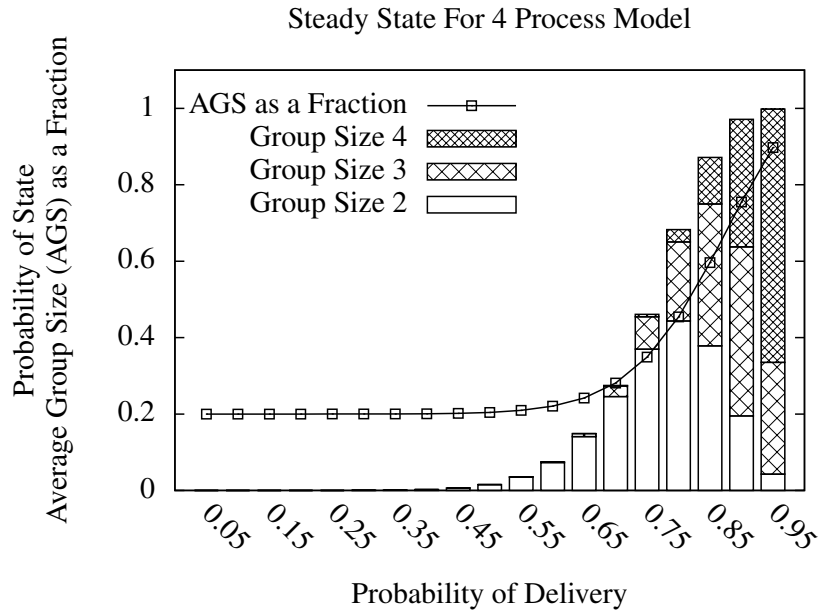 Steady State For 4 Process Model
Probability of State
Average Group Size (AGS) as a Fraction
1
0.8
0.6
0.4
0.2
0
AGS as a Fraction
Group Size 4
Group Size 3
Group Size 2
0.05 0.15 0.25 0.35 0.45 0.55 0.65 0.75 0.85 0.95
Probability of Delivery